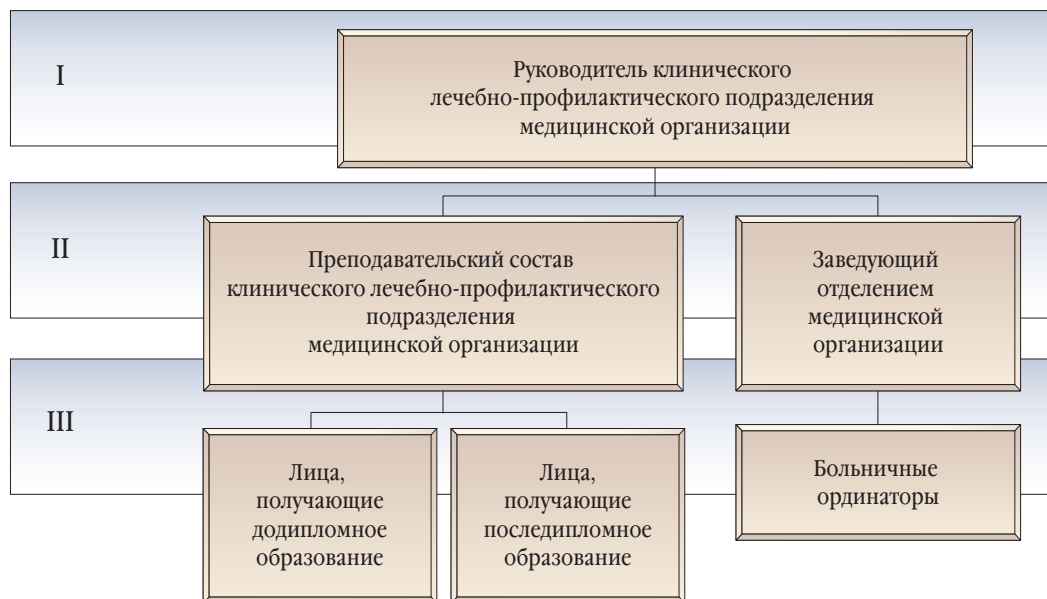 I
Руководитель клинического
лечебно-профилактического подразделения
медицинской организации
II
Преподавательский состав
клинического лечебно-профилактического
подразделения
медицинской организации
Заведующий
отделением
медицинской
организации
III
Лица,
получающие
додипломное
образование
Лица,
получающие
последипломное
образование
Больничные
ординаторы